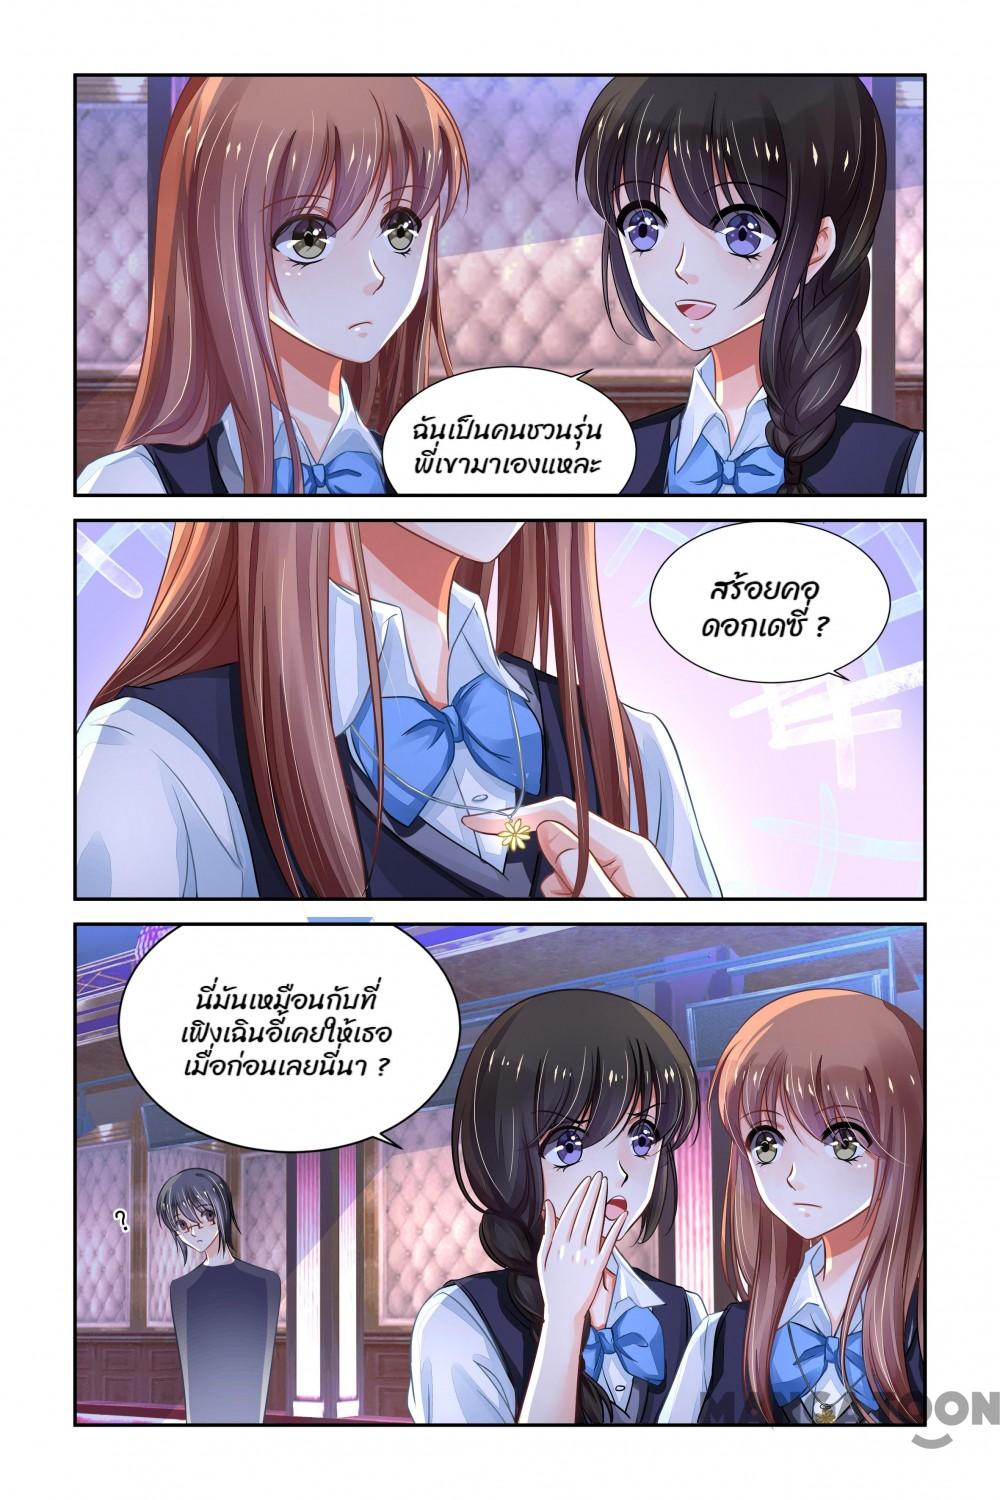 ฉันเป็นคนชวนรุ่น
พี่เขามาเองแหละ
สร้อยคอ
ดอกเดซี่ ?
นี่มันเหมือนกับที่
เฟิงเฉินอี้เคยให้เธอ
เมื่อก่อนเลยนี่นา ?
?
MANGATOON